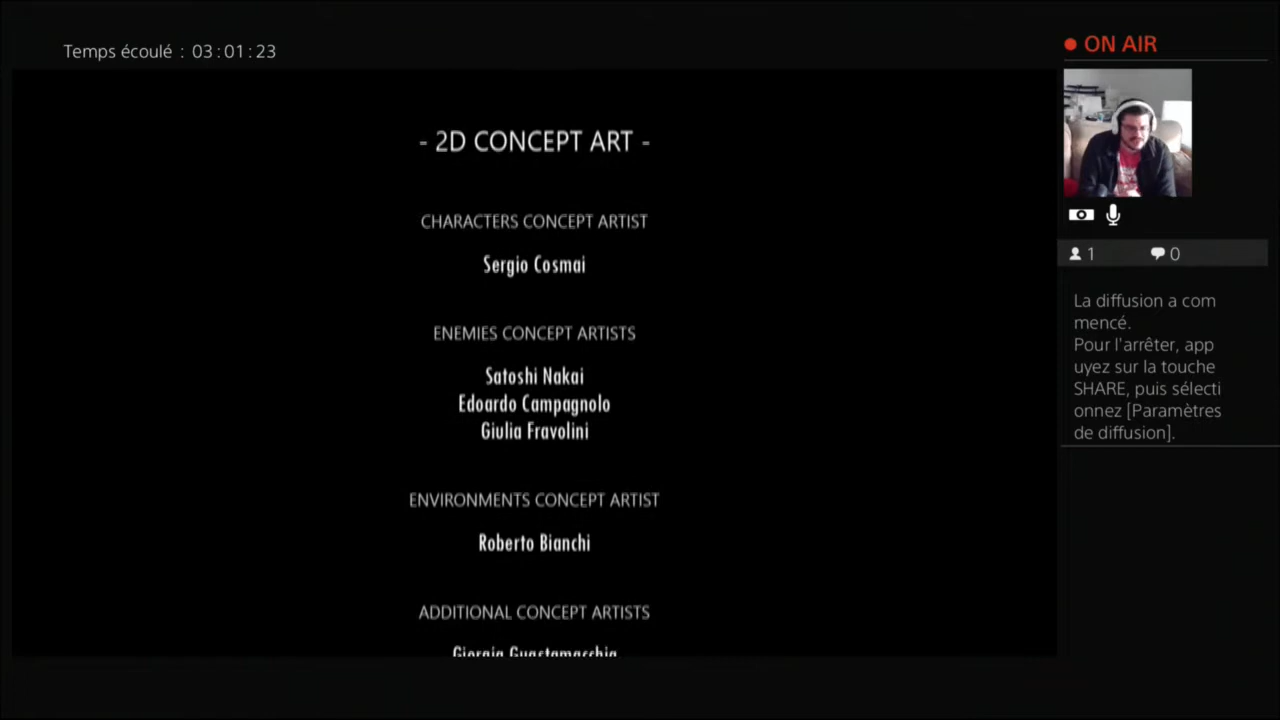 Temps écoulé : 03:01:23
ON AIR
- 2D CONCEPT ART -
CHARACTERS CONCEPT ARTIST
Sergio Cosmai
ENEMIES CONCEPT ARTISTS
Satoshi Nakai
Edoardo Campagnolo
Giulia Fravolini
ENVIRONMENTS CONCEPT ARTIST
Roberto Bianchi
ADDITIONAL CONCEPT ARTISTS
Giorgia Guastamacchia
1
0
La diffusion a com
mencé.
Pour l'arrêter, app
uyez sur la touche
SHARE, puis sélecti
onnez [Paramètres
de diffusion].